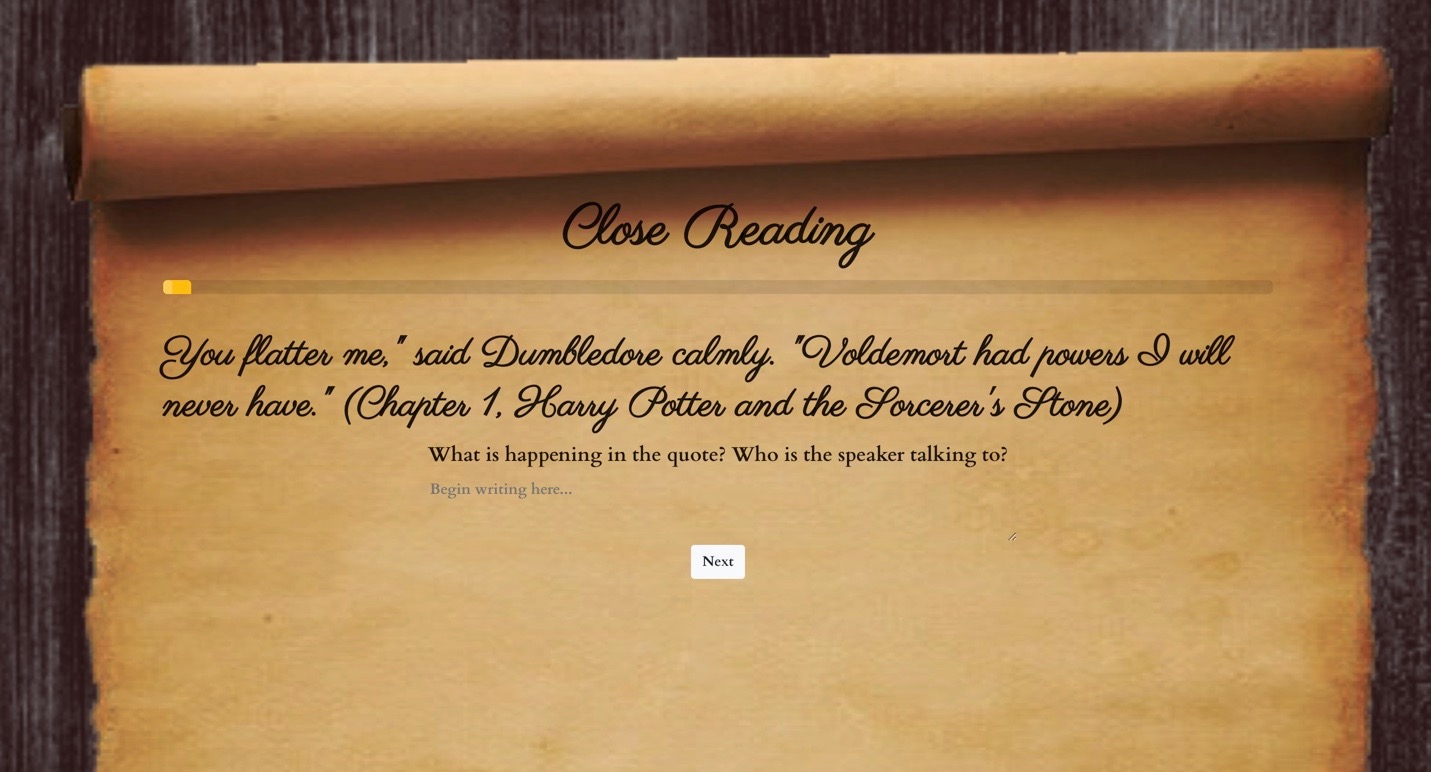 Close Reading
You flatter me," said Dumbledore calmly. "Voldemort had powers I will
never have." (Chapter 1, Harry Potter and the Sorcerer's Stone)
What is happening in the quote? Who is the speaker talking to?
Begin writing here...
Next